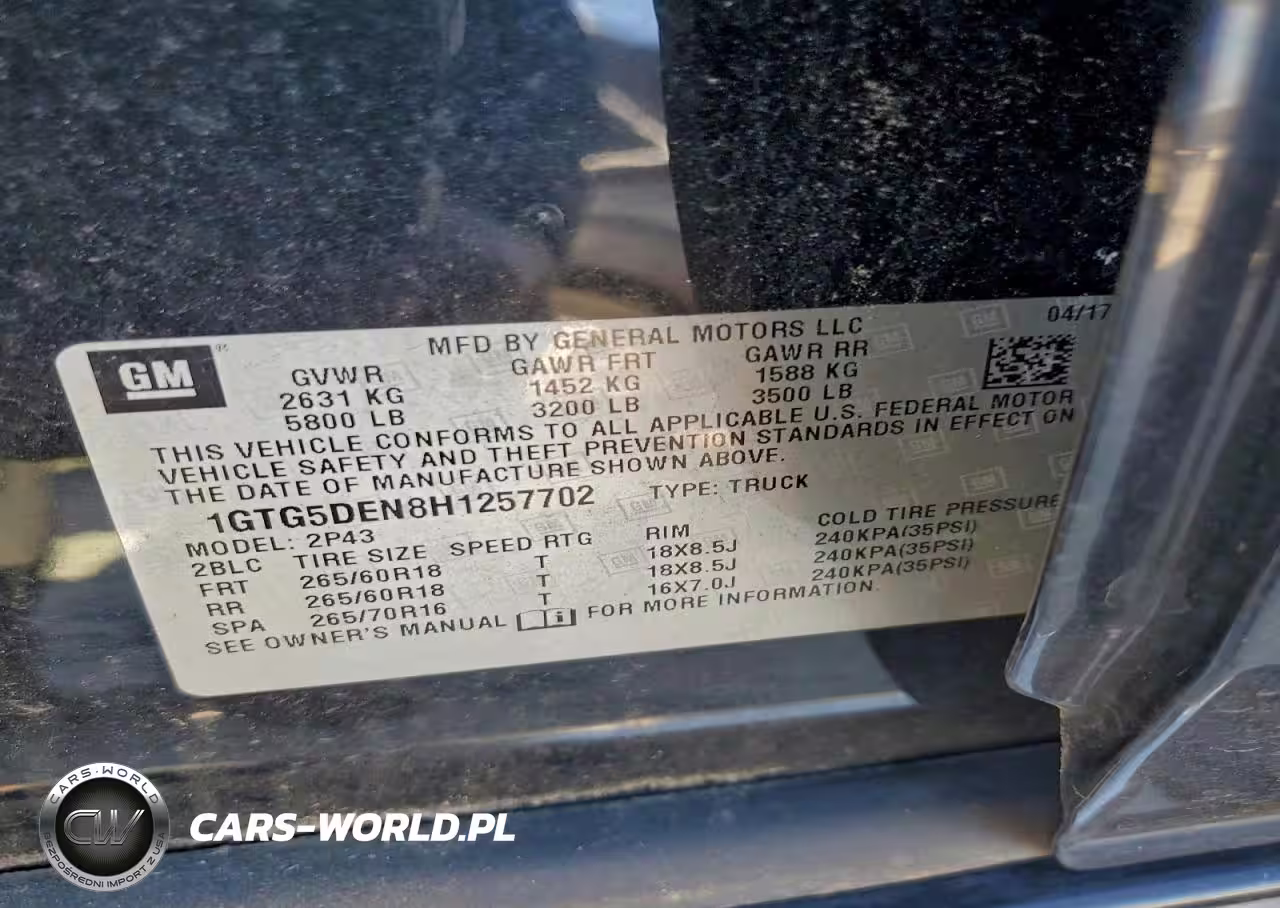 MFD BY GENERAL MOTORS LLC 04/17
GM
GVWR GAWR FRT GAWR RR
2631 KG 1452 KG 1588 KG
5800 LB 3200 LB 3500 LB
THIS VEHICLE CONFORMS TO ALL APPLICABLE U.S. FEDERAL MOTOR
VEHICLE SAFETY AND THEFT PREVENTION STANDARDS IN EFFECT ON
THE DATE OF MANUFACTURE SHOWN ABOVE.
1GTG5DEN8H1257702 TYPE: TRUCK
MODEL: 2P43
2BLC TIRE SIZE SPEED RTG RIM COLD TIRE PRESSURE
FRT 265/60R18 T 18X8.5J 240KPA(35PSI)
RR 265/60R18 T 18X8.5J 240KPA(35PSI)
SPA 265/70R16 T 16X7.0J 240KPA(35PSI)
SEE OWNER'S MANUAL FOR MORE INFORMATION.
CARS-WORLD
CW
BEZPOŚREDNI IMPORT Z USA
CARS-WORLD.PL